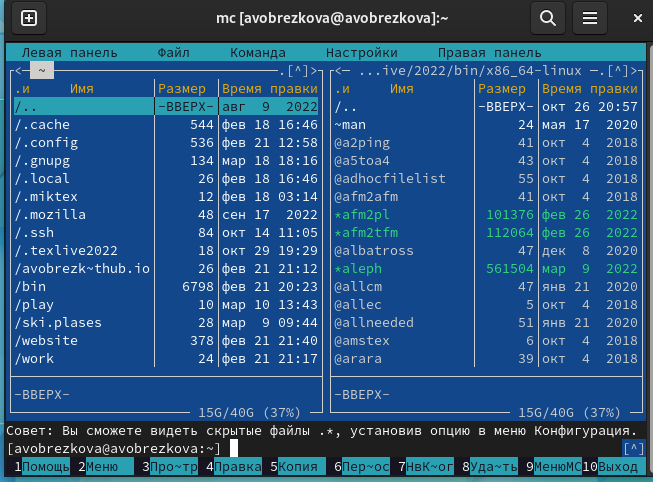 mc [avobrezkova@avobrezkova]:~
Левая панель Файл Команда Настройки Правая панель
<─ ~ ─.[^]>
.и Имя Размер Время правки
/.. -ВВЕРХ- авг 9 2022
/.cache 544 фев 18 16:46
/.config 536 фев 21 12:58
/.gnupg 134 мар 18 18:16
/.local 26 фев 18 16:46
/.miktex 12 фев 18 03:14
/.mozilla 48 сен 17 2022
/.ssh 84 окт 14 11:05
/.texlive2022 18 окт 29 19:29
/avobrezk~thub.io 26 фев 21 21:12
/bin 6798 фев 21 20:23
/play 10 мар 10 13:43
/ski.plases 28 мар 9 09:44
/website 378 фев 21 21:40
/work 24 фев 21 21:17
-ВВЕРХ-
15G/40G (37%)
<─ ...ive/2022/bin/x86_64-linux ─.[^]>
.и Имя Размер Время правки
/.. -ВВЕРХ- окт 26 20:57
~man 24 мая 17 2020
@a2ping 41 окт 4 2018
@a5toa4 43 окт 4 2018
@adhocfilelist 55 окт 4 2018
@afm2afm 41 окт 4 2018
*afm2pl 101376 фев 26 2022
*afm2tfm 112064 фев 26 2022
@albatross 47 дек 8 2020
*aleph 561504 мар 9 2022
@allcm 47 янв 21 2020
@allec 5 окт 4 2018
@allneeded 51 янв 21 2020
@amstex 6 окт 4 2018
@arara 39 окт 4 2018
-ВВЕРХ-
15G/40G (37%)
Совет: Вы сможете видеть скрытые файлы .*, установив опцию в меню Конфигурация.
[avobrezkova@avobrezkova:~] [^]
1Помощь 2Меню 3Про~тр 4Правка 5Копия 6Пер~ос 7НвК~ог 8Уда~ть 9МенюMC 10Выход